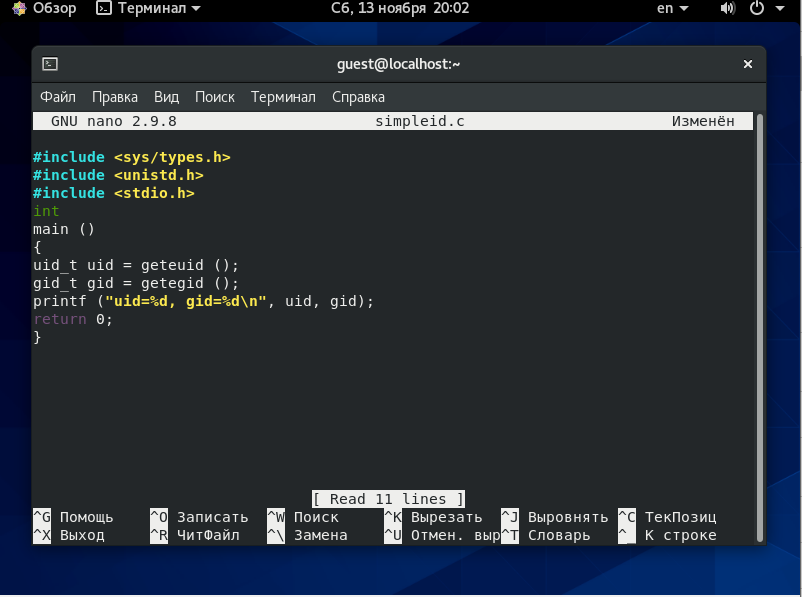 Обзор Терминал Сб, 13 ноября 20:02 en
guest@localhost:~
Файл Правка Вид Поиск Терминал Справка
GNU nano 2.9.8 simpleid.c Изменён
#include <sys/types.h>
#include <unistd.h>
#include <stdio.h>
int
main ()
{
uid_t uid = geteuid ();
gid_t gid = getegid ();
printf ("uid=%d, gid=%d\n", uid, gid);
return 0;
}
[ Read 11 lines ]
^G Помощь ^O Записать ^W Поиск ^K Вырезать ^J Выровнять ^C ТекПозиц
^X Выход ^R ЧитФайл ^\ Замена ^U Отмен. выр^T Словарь ^_ К строке